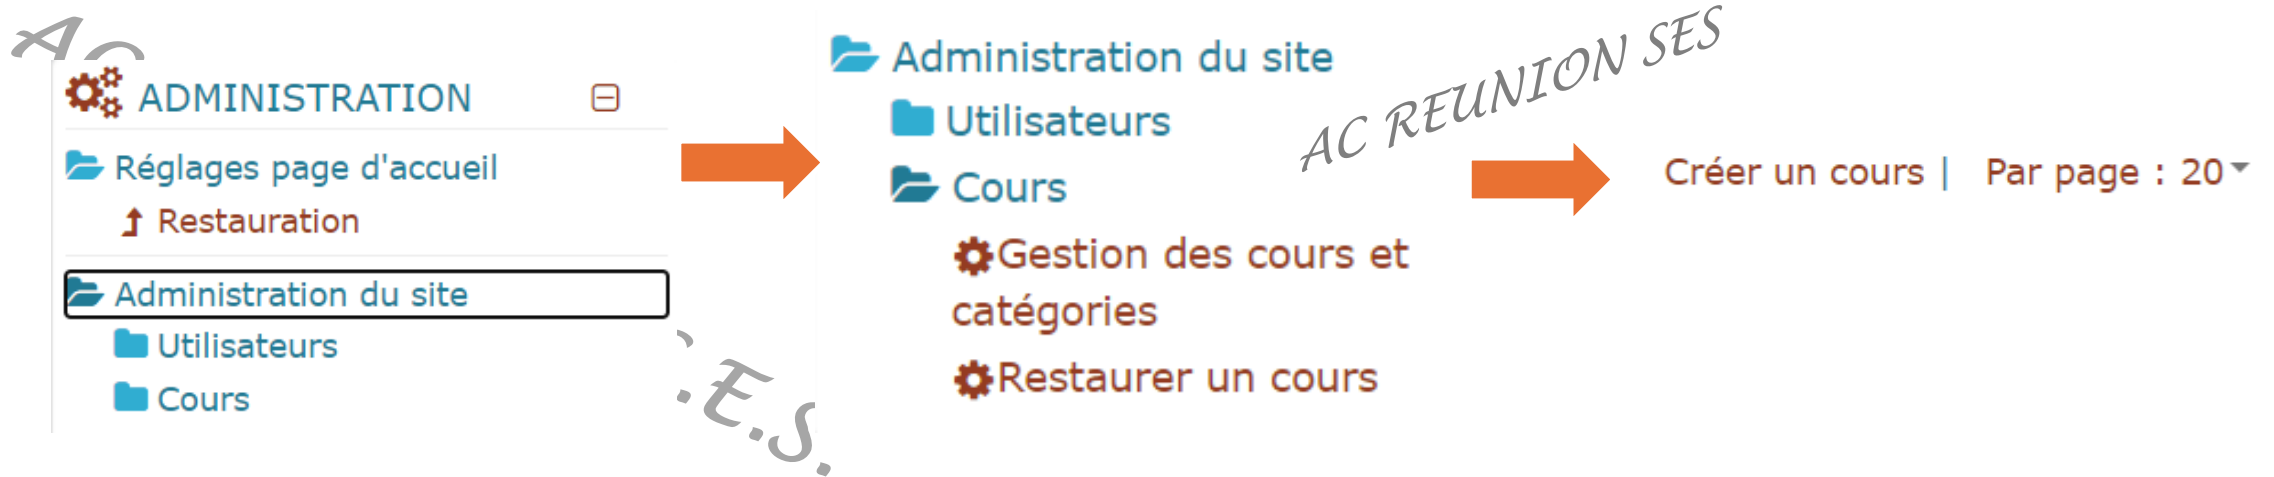 AC
ADMINISTRATION
Réglages page d'accueil
Restauration
Administration du site
Utilisateurs
Cours
.E.S.
Administration du site
Utilisateurs
Cours
Gestion des cours et
catégories
Restaurer un cours
AC REUNION SES
Créer un cours | Par page : 20